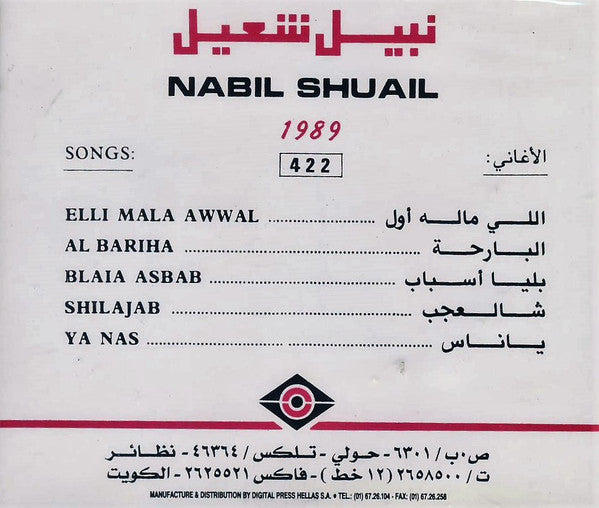 نبيل شعيل
NABIL SHUAIL
1989
SONGS: الأغاني:
422
ELLI MALA AWWAL ........................ اللي ماله أول
AL BARIHA ........................ البارحة
BLAIA ASBAB ........................ بليا أسباب
SHILAJAB ........................ شالعجب
YA NAS ........................ ياناس
ص.ب/ ٦٣٠١ - حولي - تلكس/ ٤٦٣٦٤ - نظائر
ت/ ٢٦٥٨٥٠٠ (١٢ خط) - فاكس ٢٦٢٥٥٢١ - الكويت
MANUFACTURE & DISTRIBUTION BY DIGITAL PRESS HELLAS S.A. • TEL.: (01) 67.26.104 - FAX: (01) 67.26.258